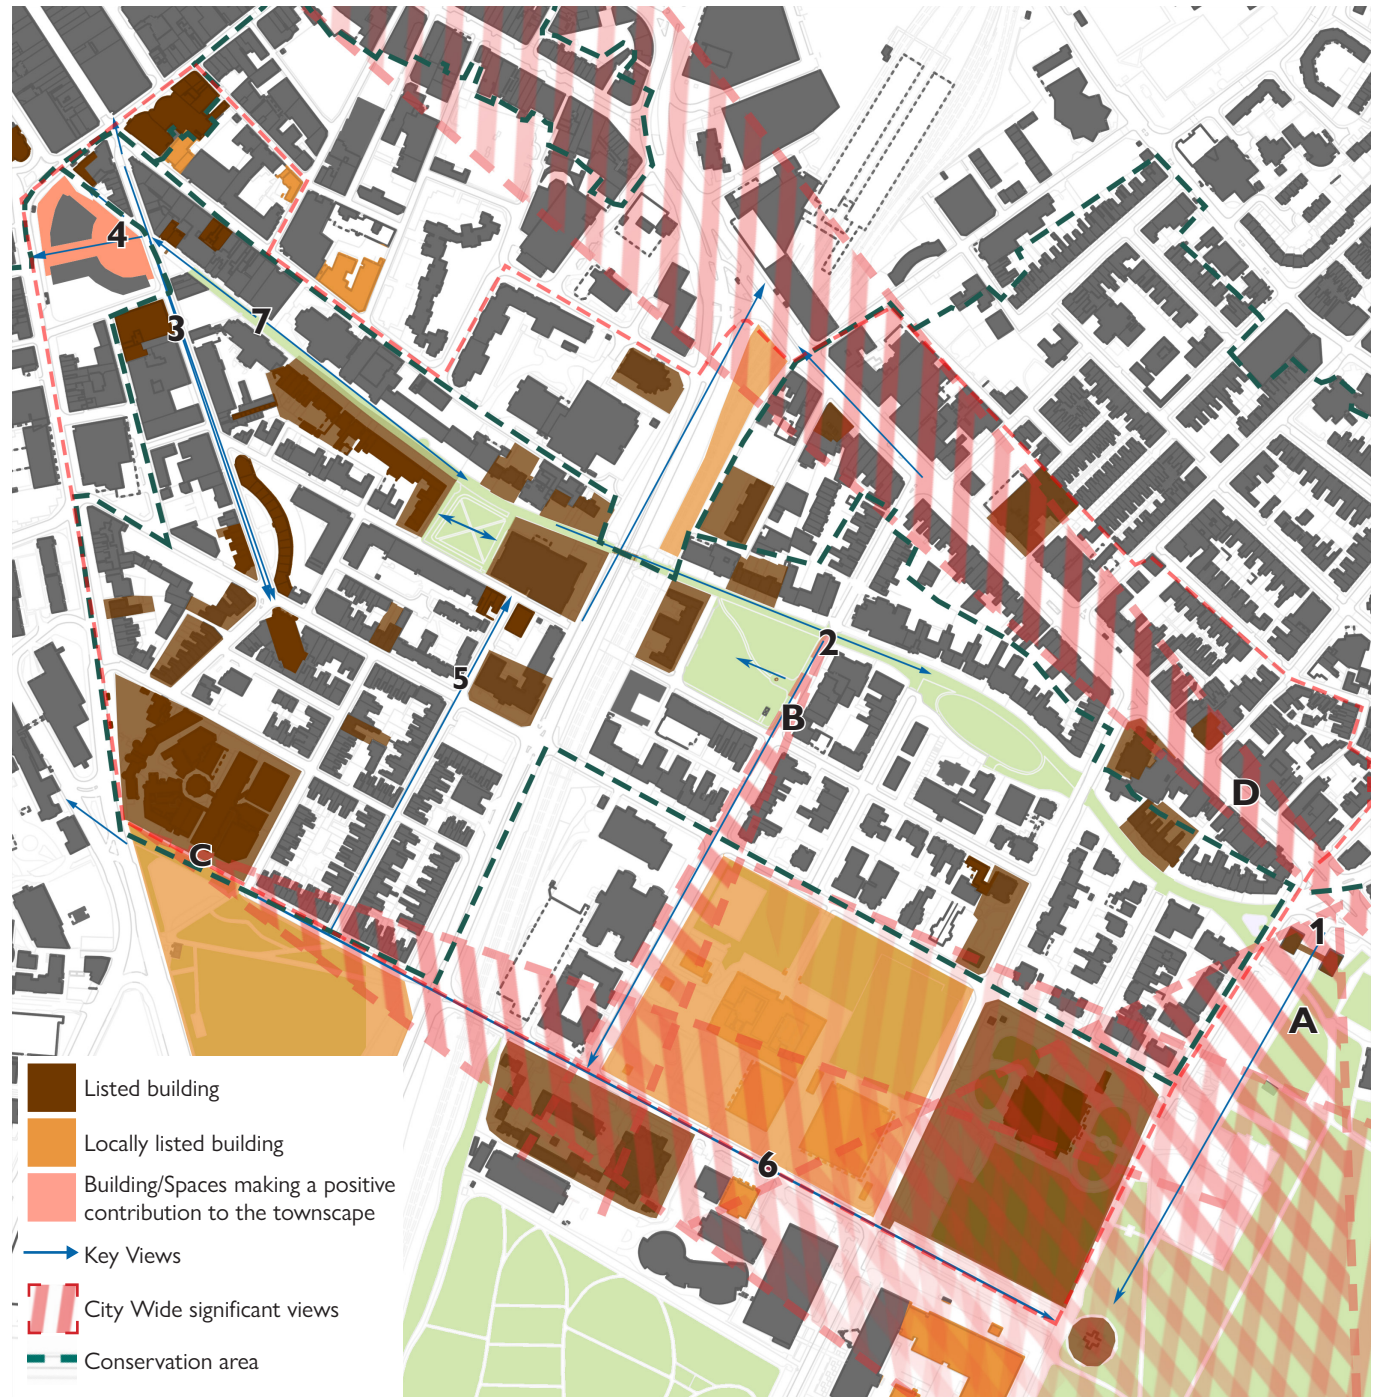 4
3
7
2
5
B
D
C
1
A
6
Listed building
Locally listed building
Building/Spaces making a positive
contribution to the townscape
Key Views
City Wide significant views
Conservation area